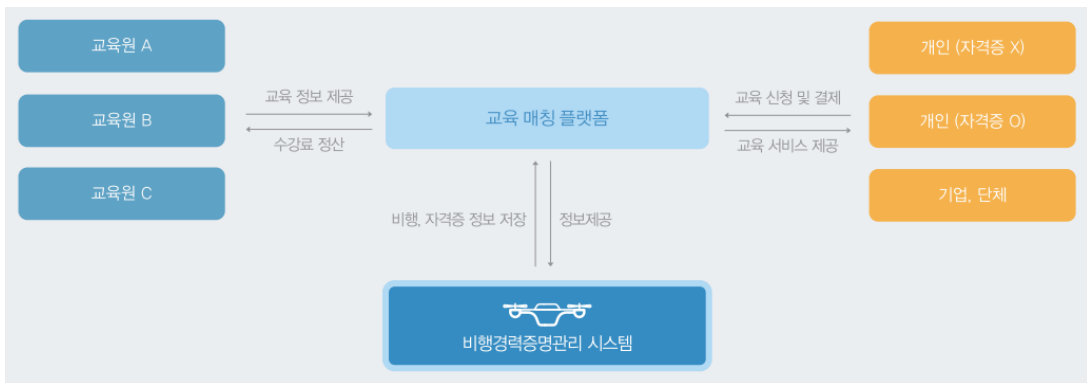 교육원 A
교육원 B
교육원 C
교육 정보 제공
수강료 정산
교육 매칭 플랫폼
교육 신청 및 결제
교육 서비스 제공
개인 (자격증 X)
개인 (자격증 O)
기업, 단체
비행, 자격증 정보 저장
정보제공
비행경력증명관리 시스템